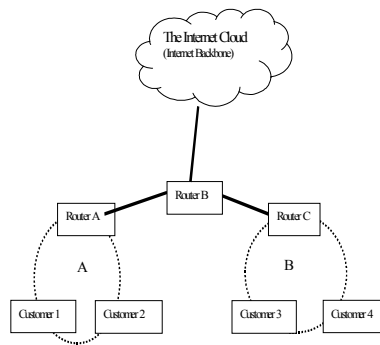 The Internet Cloud
(Internet Backbone)
Router B
Router A
Router C
A
B
Customer 1
Customer 2
Customer 3
Customer 4